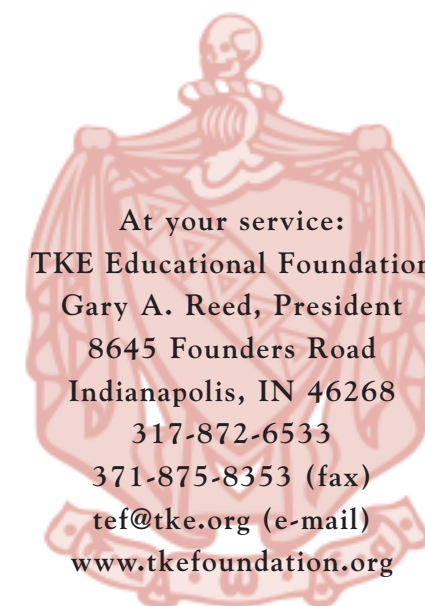 At your service:
TKE Educational Foundation
Gary A. Reed, President
8645 Founders Road
Indianapolis, IN 46268
317-872-6533
371-875-8353 (fax)
tef@tke.org (e-mail)
www.tkefoundation.org